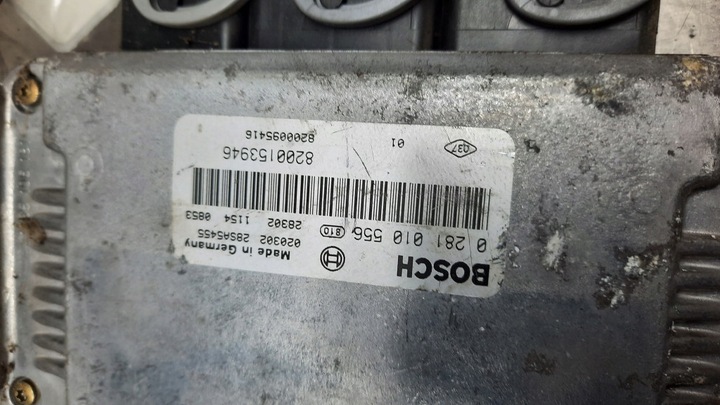 BOSCH
Made in Germany
020302 28SA5455
0 281 010 556 810 28302 1154 0853
8200153946
Q37 01 8200095416